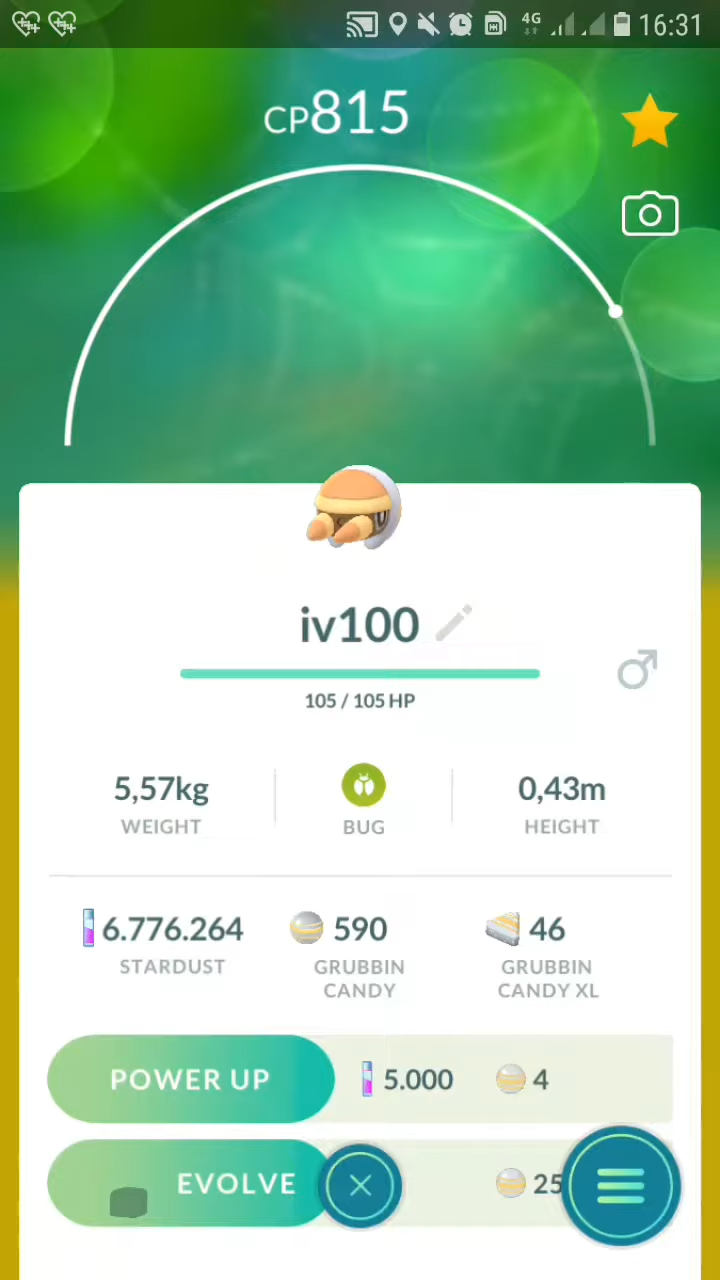 4G 16:31
CP815
iv100
105 / 105 HP
5,57kg
WEIGHT
BUG
0,43m
HEIGHT
6.776.264
STARDUST
590
GRUBBIN
CANDY
46
GRUBBIN
CANDY XL
POWER UP 5.000 4
EVOLVE 25